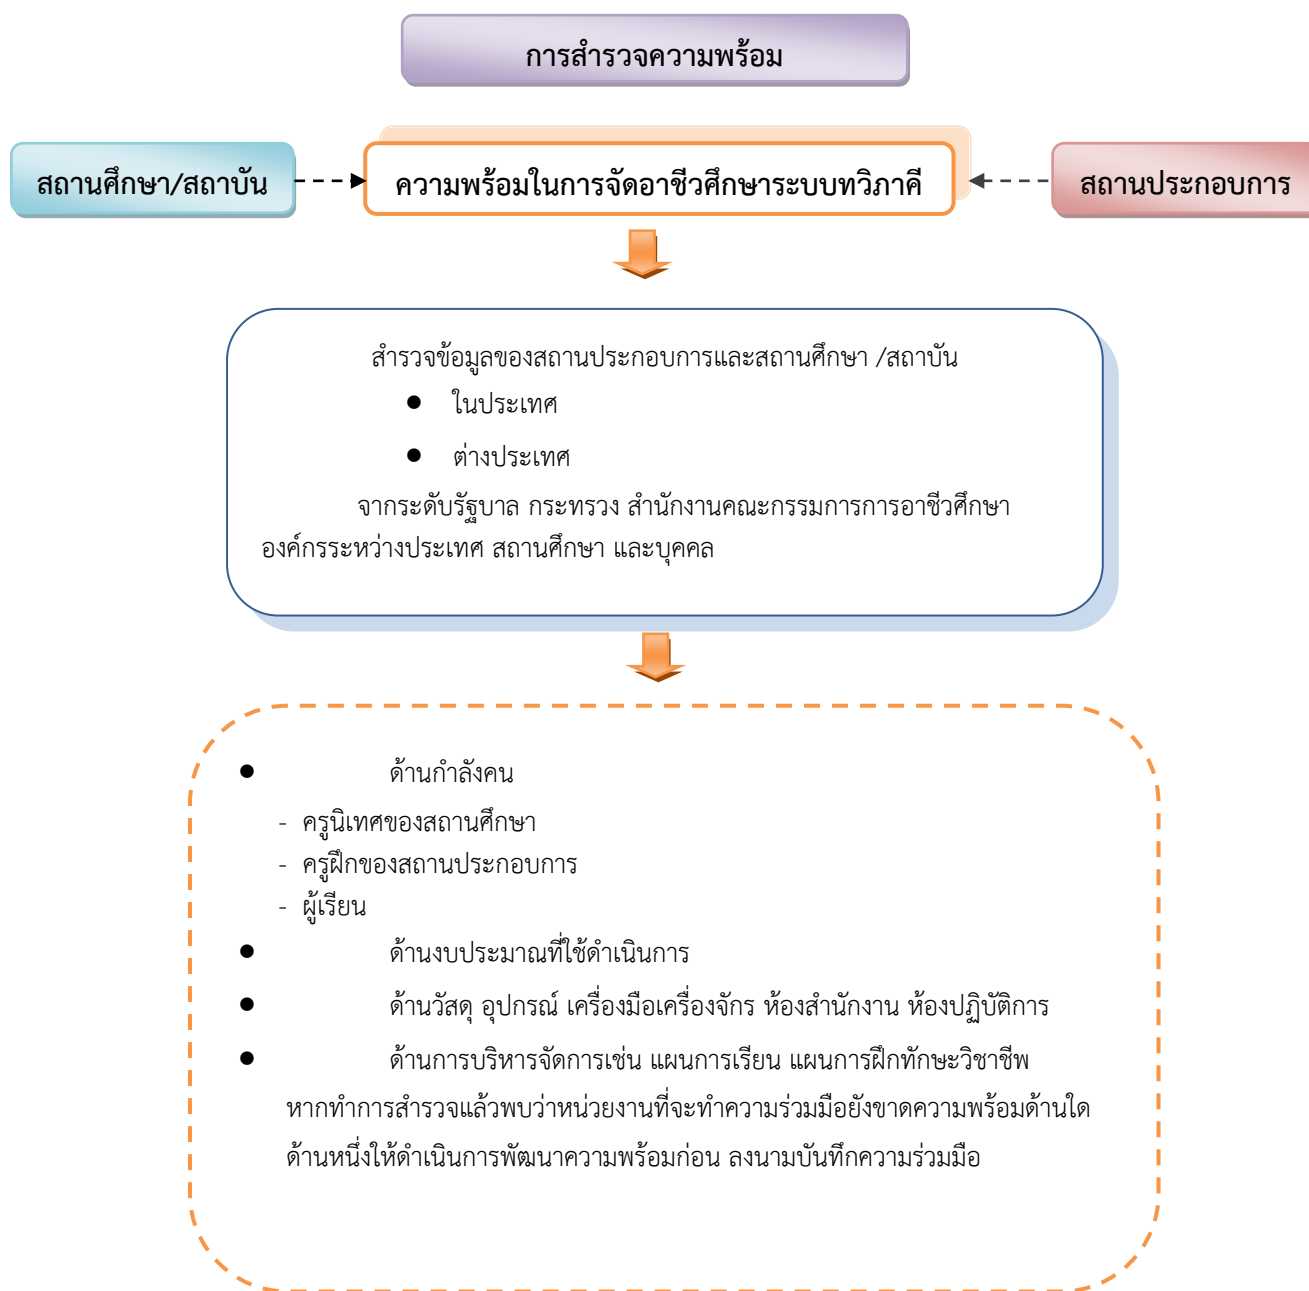 การสำรวจความพร้อม
สถานศึกษา/สถาบัน
ความพร้อมในการจัดอาชีวศึกษาระบบทวิภาคี
สถานประกอบการ
สำรวจข้อมูลของสถานประกอบการและสถานศึกษา /สถาบัน
● ในประเทศ
● ต่างประเทศ
จากระดับรัฐบาล กระทรวง สำนักงานคณะกรรมการการอาชีวศึกษา
องค์กรระหว่างประเทศ สถานศึกษา และบุคคล
● ด้านกำลังคน
- ครูนิเทศของสถานศึกษา
- ครูฝึกของสถานประกอบการ
- ผู้เรียน
● ด้านงบประมาณที่ใช้ดำเนินการ
● ด้านวัสดุ อุปกรณ์ เครื่องมือเครื่องจักร ห้องสำนักงาน ห้องปฏิบัติการ
● ด้านการบริหารจัดการเช่น แผนการเรียน แผนการฝึกทักษะวิชาชีพ
หากทำการสำรวจแล้วพบว่าหน่วยงานที่จะทำความร่วมมือยังขาดความพร้อมด้านใด
ด้านหนึ่งให้ดำเนินการพัฒนาความพร้อมก่อน ลงนามบันทึกความร่วมมือ